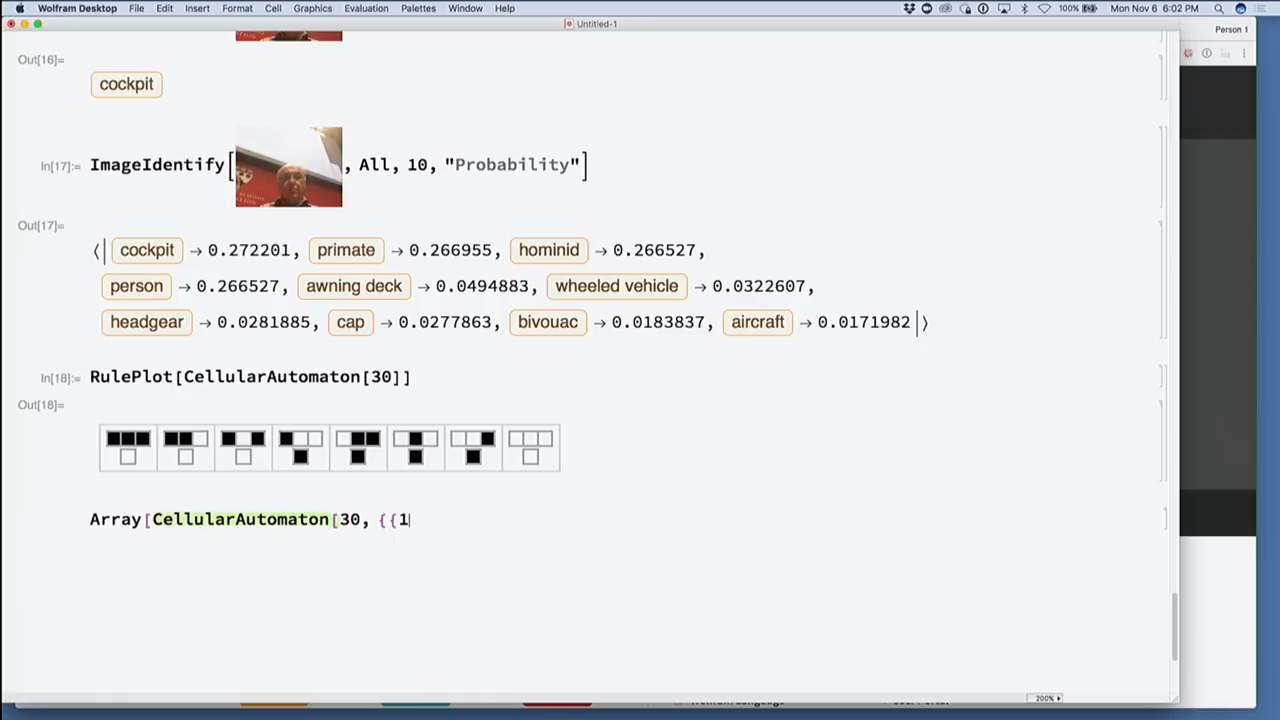 Wolfram Desktop File Edit Insert Format Cell Graphics Evaluation Palettes Window Help 100% Mon Nov 6 6:02 PM
Untitled-1
Person 1
Out[16]=
cockpit
In[17]:= ImageIdentify[ , All, 10, "Probability"]
Out[17]=
⟨| cockpit → 0.272201, primate → 0.266955, hominid → 0.266527,
person → 0.266527, awning deck → 0.0494883, wheeled vehicle → 0.0322607,
headgear → 0.0281885, cap → 0.0277863, bivouac → 0.0183837, aircraft → 0.0171982 |⟩
In[18]:= RulePlot[CellularAutomaton[30]]
Out[18]=
Array[CellularAutomaton[30, {{1
200%